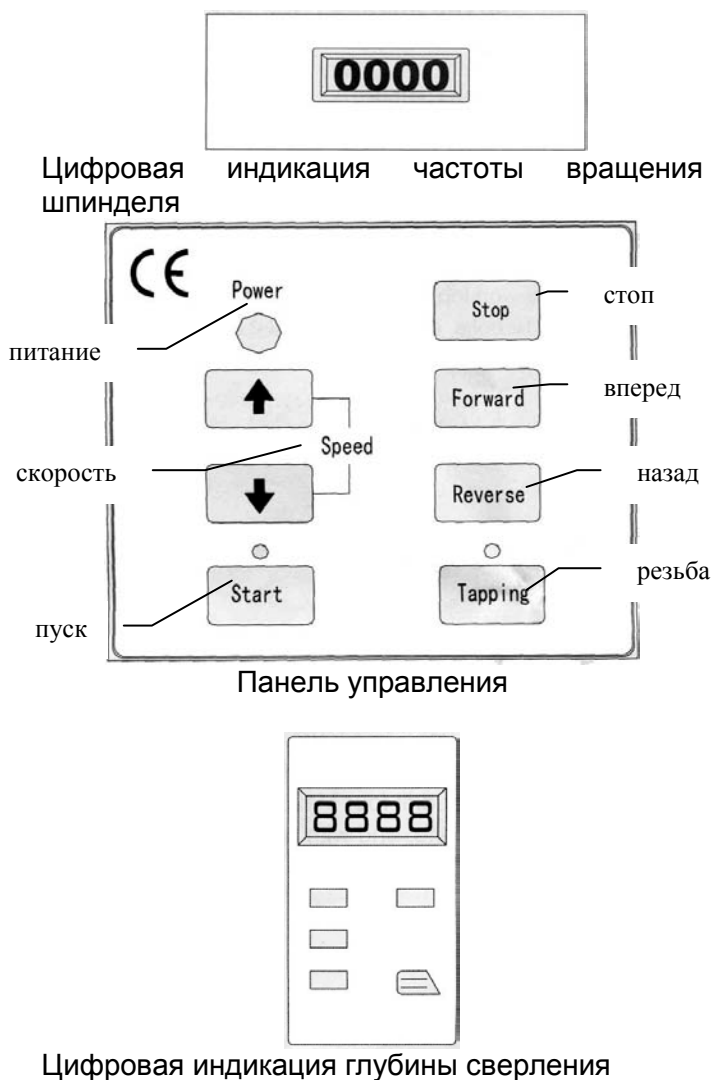 0000
Цифровая индикация частоты вращения
шпинделя
CE
Power
Stop
стоп
питание
Forward
вперед
Speed
скорость
Reverse
назад
Start
Tapping
резьба
пуск
Панель управления
8888
Цифровая индикация глубины сверления